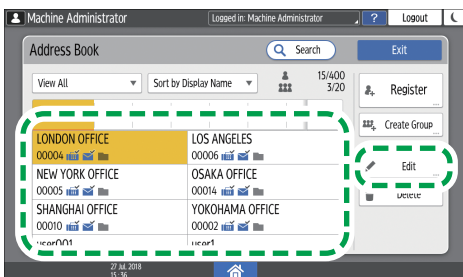 Machine Administrator
Logged in: Machine Administrator
?
Logout
Address Book
Search
Exit
View All
Sort by Display Name
15/400
3/20
Register
Create Group
LONDON OFFICE
00004
LOS ANGELES
00006
Edit
NEW YORK OFFICE
00005
OSAKA OFFICE
00014
Delete
SHANGHAI OFFICE
00010
YOKOHAMA OFFICE
00002
user001
user1
27 Jul. 2018
15:36